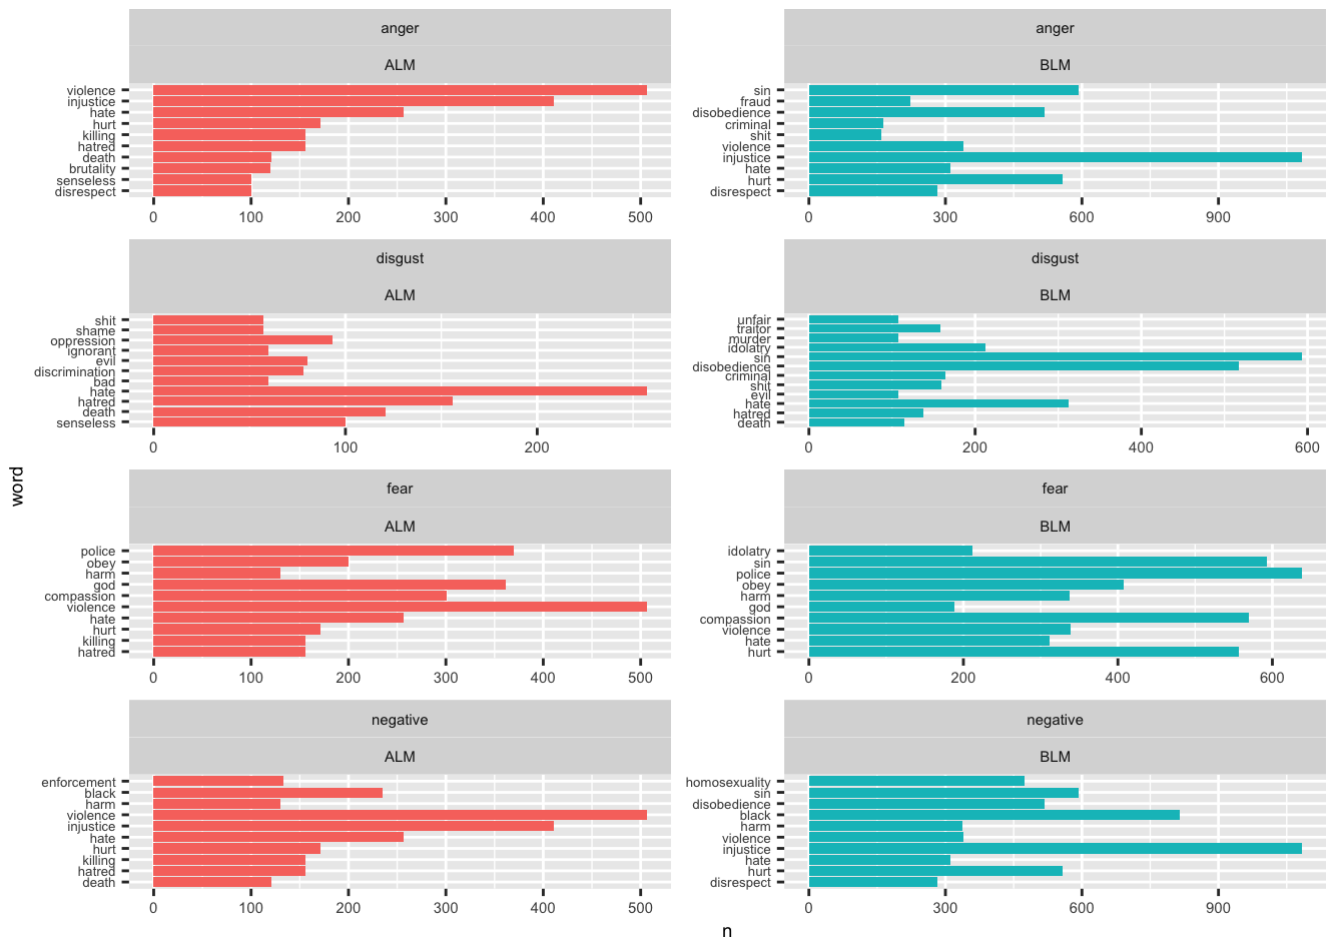 anger
ALM
violence
injustice
hate
hurt
killing
hatred
death
brutality
senseless
disrespect
0 100 200 300 400 500
anger
BLM
sin
fraud
disobedience
criminal
shit
violence
injustice
hate
hurt
disrespect
0 300 600 900
disgust
ALM
shit
shame
oppression
ignorant
evil
discrimination
bad
hate
hatred
death
senseless
0 100 200
disgust
BLM
unfair
traitor
murder
idolatry
sin
disobedience
criminal
shit
evil
hate
hatred
death
0 200 400 600
word
fear
ALM
police
obey
harm
god
compassion
violence
hate
hurt
killing
hatred
0 100 200 300 400 500
fear
BLM
idolatry
sin
police
obey
harm
god
compassion
violence
hate
hurt
0 200 400 600
negative
ALM
enforcement
black
harm
violence
injustice
hate
hurt
killing
hatred
death
0 100 200 300 400 500
negative
BLM
homosexuality
sin
disobedience
black
harm
violence
injustice
hate
hurt
disrespect
0 300 600 900
n